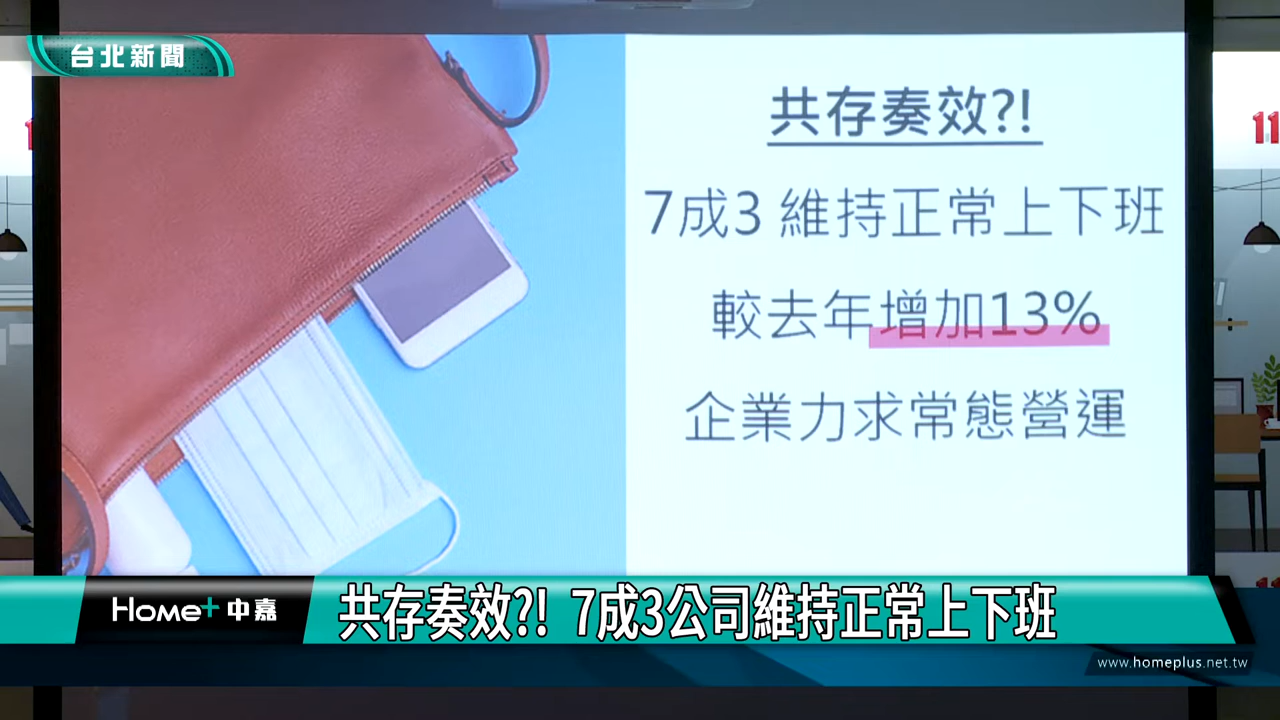 台北新聞
共存奏效?!
7成3 維持正常上下班
較去年增加13%
企業力求常態營運
11
Home+中嘉
共存奏效?! 7成3公司維持正常上下班
www.homeplus.net.tw